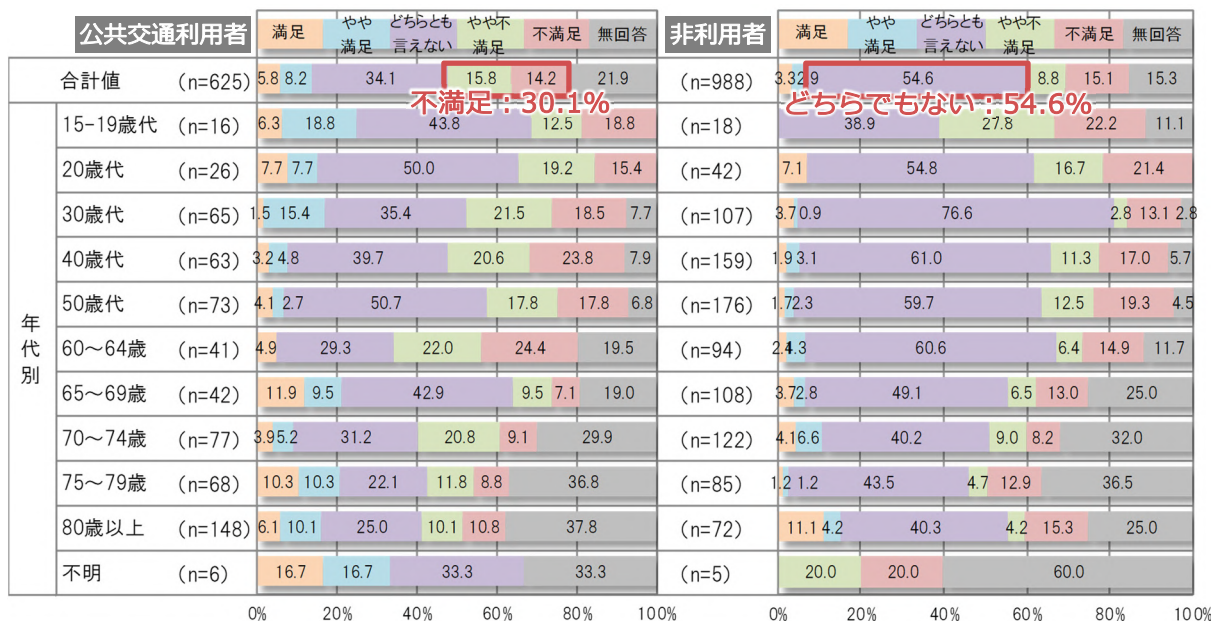 公共交通利用者 満足 やや満足 どちらとも言えない やや不満足 不満足 無回答 非利用者 満足 やや満足 どちらとも言えない やや不満足 不満足 無回答
合計値 (n=625) 5.8 8.2 34.1 15.8 14.2 21.9 (n=988) 3.3 2.9 54.6 8.8 15.1 15.3
不満足：30.1% どちらでもない：54.6%
15-19歳代 (n=16) 6.3 18.8 43.8 12.5 18.8 (n=18) 38.9 27.8 22.2 11.1
20歳代 (n=26) 7.7 7.7 50.0 19.2 15.4 (n=42) 7.1 54.8 16.7 21.4
30歳代 (n=65) 1.5 15.4 35.4 21.5 18.5 7.7 (n=107) 3.7 0.9 76.6 2.8 13.1 2.8
40歳代 (n=63) 3.2 4.8 39.7 20.6 23.8 7.9 (n=159) 1.9 3.1 61.0 11.3 17.0 5.7
50歳代 (n=73) 4.1 2.7 50.7 17.8 17.8 6.8 (n=176) 1.7 2.3 59.7 12.5 19.3 4.5
年代別
60～64歳 (n=41) 4.9 29.3 22.0 24.4 19.5 (n=94) 4.3 60.6 6.4 14.9 11.7
65～69歳 (n=42) 11.9 9.5 42.9 9.5 7.1 19.0 (n=108) 3.7 2.8 49.1 6.5 13.0 25.0
70～74歳 (n=77) 3.9 5.2 31.2 20.8 9.1 29.9 (n=122) 4.1 6.6 40.2 9.0 8.2 32.0
75～79歳 (n=68) 10.3 10.3 22.1 11.8 8.8 36.8 (n=85) 1.2 1.2 43.5 4.7 12.9 36.5
80歳以上 (n=148) 6.1 10.1 25.0 10.1 10.8 37.8 (n=72) 11.1 4.2 40.3 4.2 15.3 25.0
不明 (n=6) 16.7 16.7 33.3 33.3 (n=5) 20.0 20.0 60.0
0% 20% 40% 60% 80% 100% 0% 20% 40% 60% 80% 100%